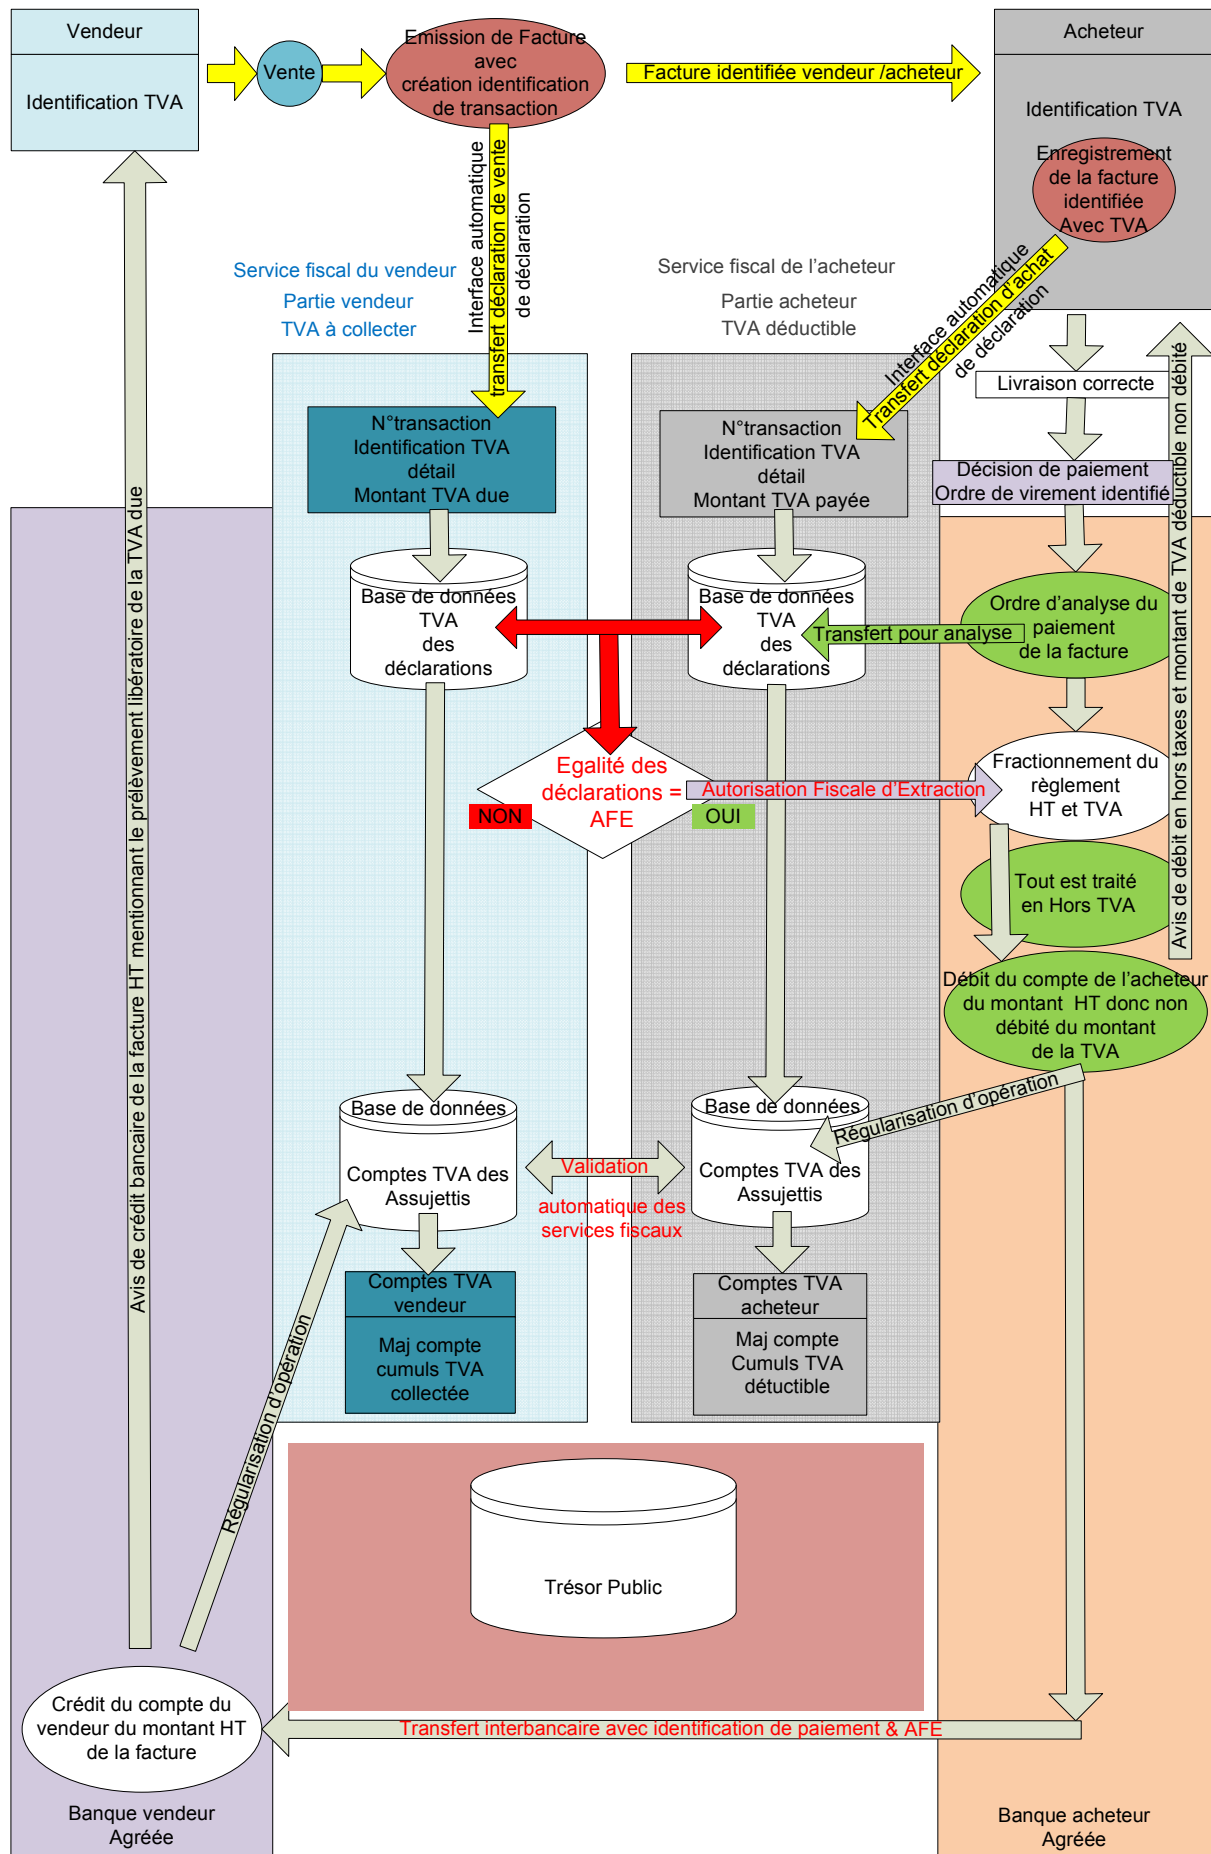 Vendeur
Identification TVA
Vente
Emission de Facture
avec
création identification
de transaction
Facture identifiée vendeur /acheteur
Acheteur
Identification TVA
Enregistrement
de la facture
identifiée
Avec TVA
Interface automatique
transfert déclaration de vente
de déclaration
Service fiscal du vendeur
Partie vendeur
TVA à collecter
Service fiscal de l'acheteur
Partie acheteur
TVA déductible
Interface automatique
Transfert déclaration d'achat
de déclaration
Livraison correcte
Décision de paiement
Ordre de virement identifié
Avis de débit en hors taxes et montant de TVA déductible non débité
N°transaction
Identification TVA
détail
Montant TVA due
N°transaction
Identification TVA
détail
Montant TVA payée
Base de données
TVA
des
déclarations
Base de données
TVA
des
déclarations
Transfert pour analyse
Ordre d'analyse du
paiement
de la facture
Egalité des
déclarations =
AFE
NON
OUI
Autorisation Fiscale d'Extraction
Fractionnement du
règlement
HT et TVA
Tout est traité
en Hors TVA
Débit du compte de l'acheteur
du montant  HT donc non
débité du montant
de la TVA
Régularisation d'opération
Avis de crédit bancaire de la facture HT mentionnant le prélèvement libératoire de la TVA due
Base de données
Comptes TVA des
Assujettis
Validation
automatique des
services fiscaux
Base de données
Comptes TVA des
Assujettis
Régularisation d'opération
Comptes TVA
vendeur
Maj compte
cumuls TVA
collectée
Comptes TVA
acheteur
Maj compte
Cumuls TVA
détuctible
Trésor Public
Crédit du compte du
vendeur du montant HT
de la facture
Transfert interbancaire avec identification de paiement & AFE
Banque vendeur
Agréée
Banque acheteur
Agréée